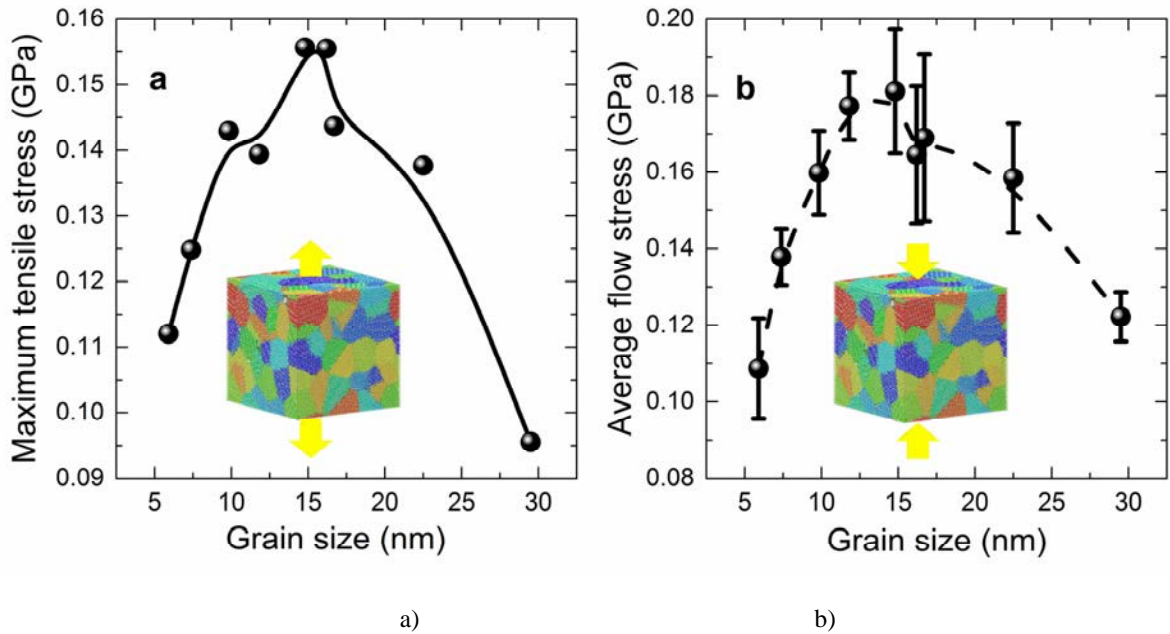 a
Maximum tensile stress (GPa)
0.16
0.15
0.14
0.13
0.12
0.11
0.10
0.09
5 10 15 20 25 30
Grain size (nm)
b
Average flow stress (GPa)
0.20
0.18
0.16
0.14
0.12
0.10
0.08
5 10 15 20 25 30
Grain size (nm)
a) b)